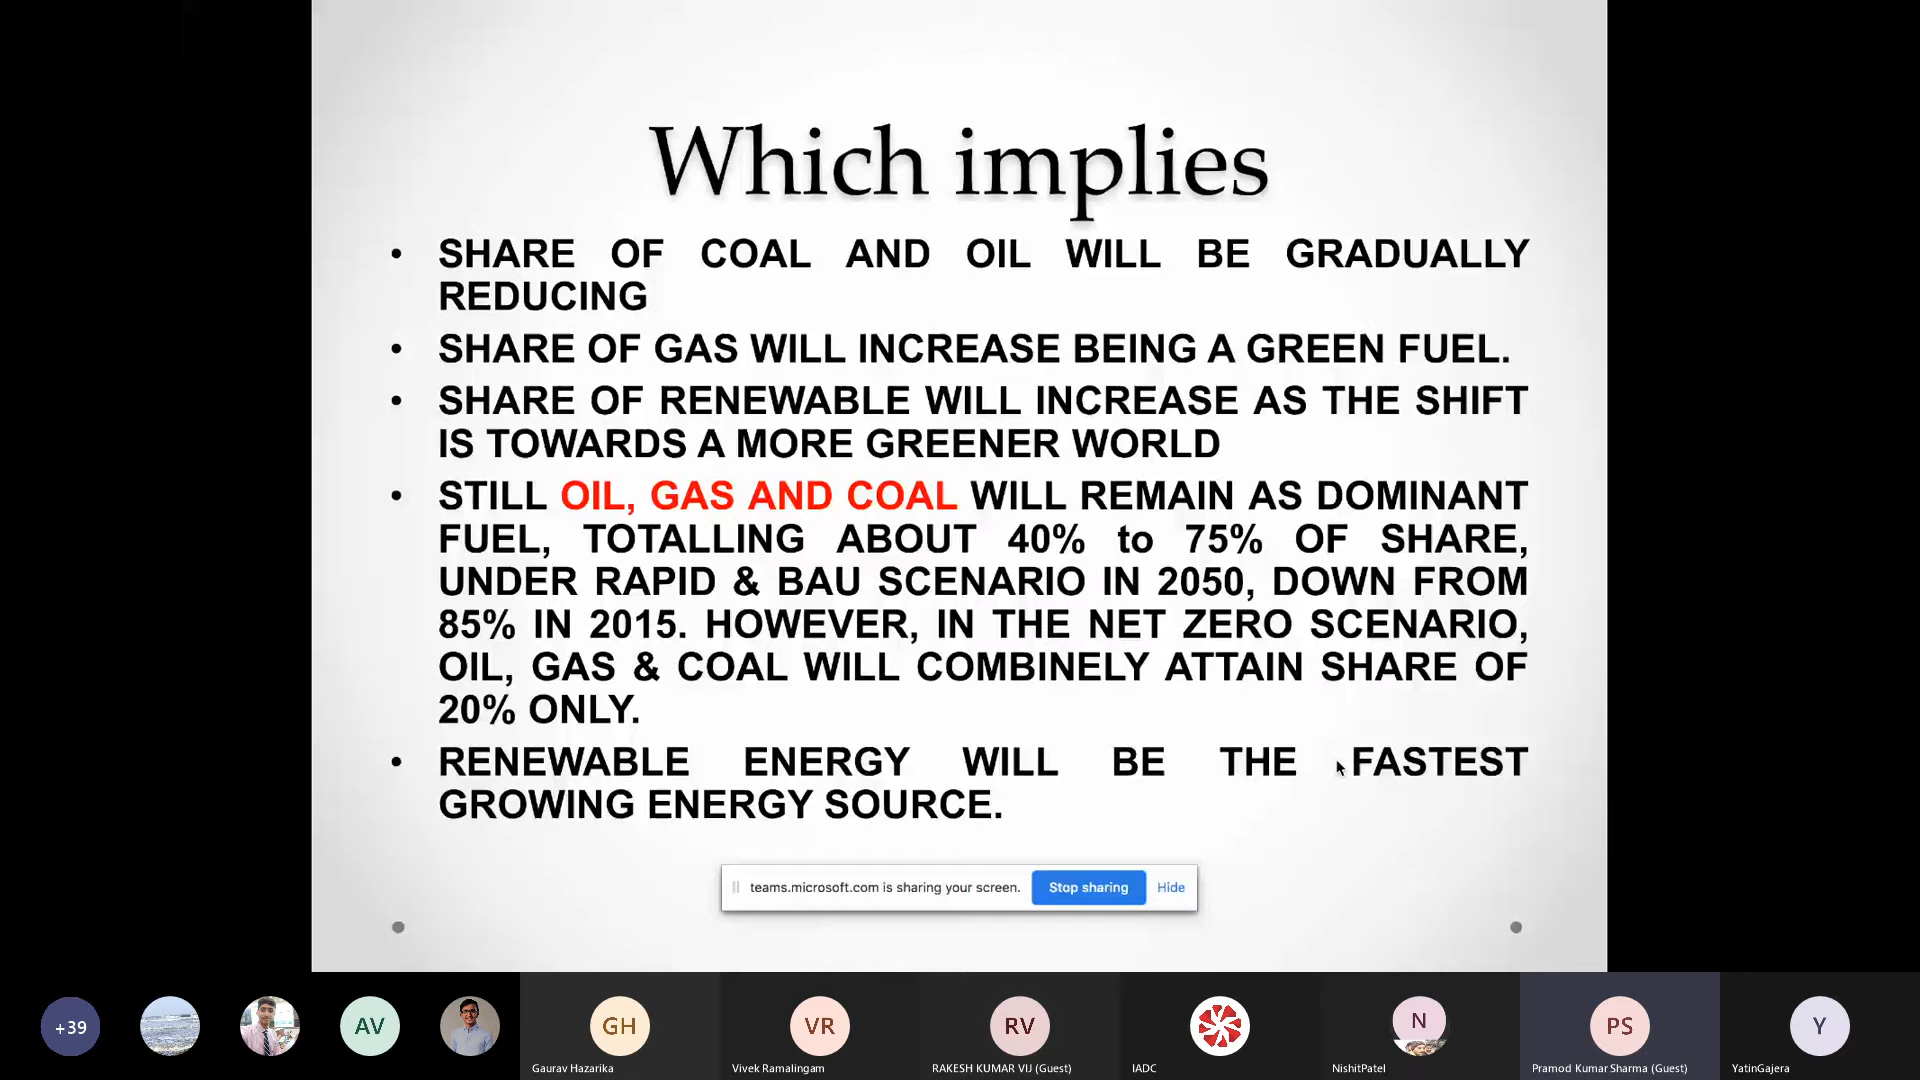 Which implies
• SHARE OF COAL AND OIL WILL BE GRADUALLY
REDUCING
• SHARE OF GAS WILL INCREASE BEING A GREEN FUEL.
• SHARE OF RENEWABLE WILL INCREASE AS THE SHIFT
IS TOWARDS A MORE GREENER WORLD
• STILL OIL, GAS AND COAL WILL REMAIN AS DOMINANT
FUEL, TOTALLING ABOUT 40% to 75% OF SHARE,
UNDER RAPID & BAU SCENARIO IN 2050, DOWN FROM
85% IN 2015. HOWEVER, IN THE NET ZERO SCENARIO,
OIL, GAS & COAL WILL COMBINELY ATTAIN SHARE OF
20% ONLY.
• RENEWABLE ENERGY WILL BE THE FASTEST
GROWING ENERGY SOURCE.
teams.microsoft.com is sharing your screen. Stop sharing Hide
+39 AV GH VR RV N PS Y
Gaurav Hazarika Vivek Ramalingam RAKESH KUMAR VIJ (Guest) IADC NishitPatel Pramod Kumar Sharma (Guest) YatinGajera